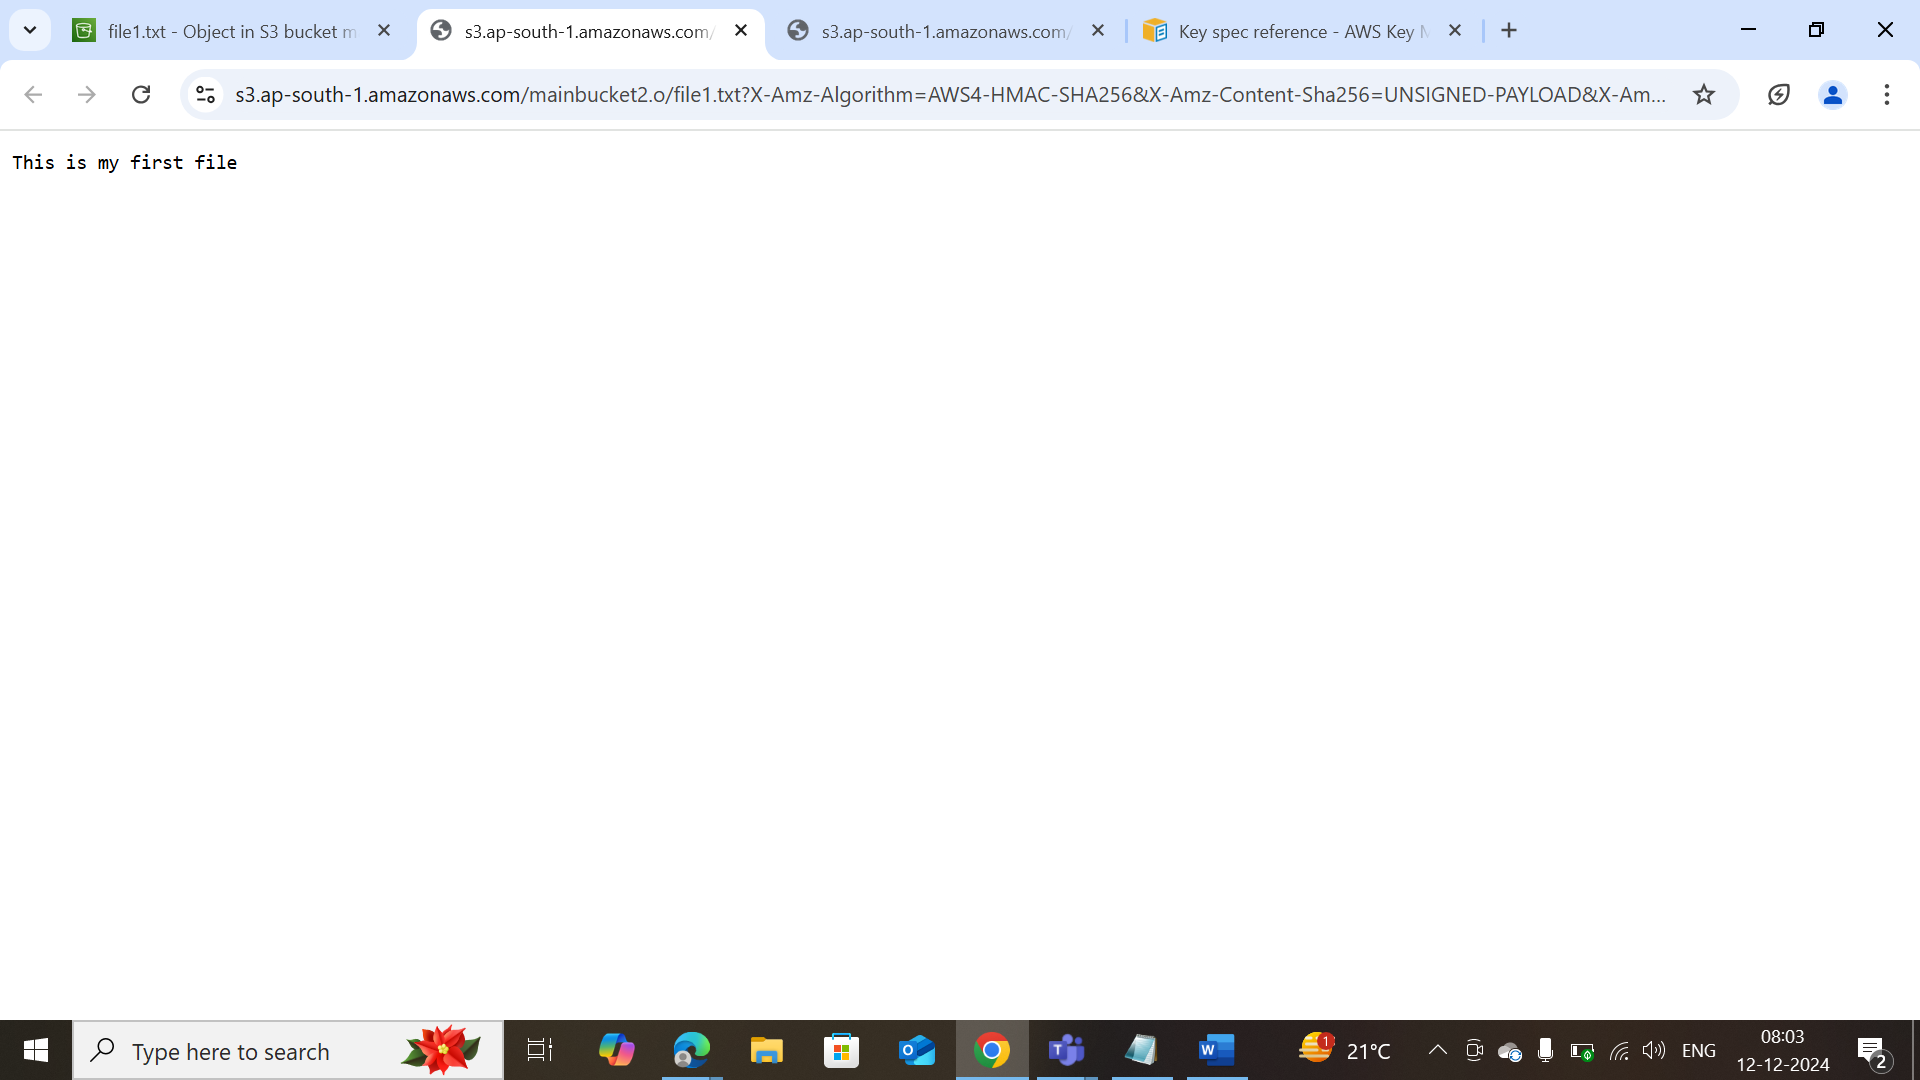 file1.txt - Object in S3 bucket m
s3.ap-south-1.amazonaws.com/
s3.ap-south-1.amazonaws.com/
Key spec reference - AWS Key M
s3.ap-south-1.amazonaws.com/mainbucket2.o/file1.txt?X-Amz-Algorithm=AWS4-HMAC-SHA256&X-Amz-Content-Sha256=UNSIGNED-PAYLOAD&X-Am...
This is my first file
Type here to search
1
21°C
ENG
08:03
12-12-2024
2